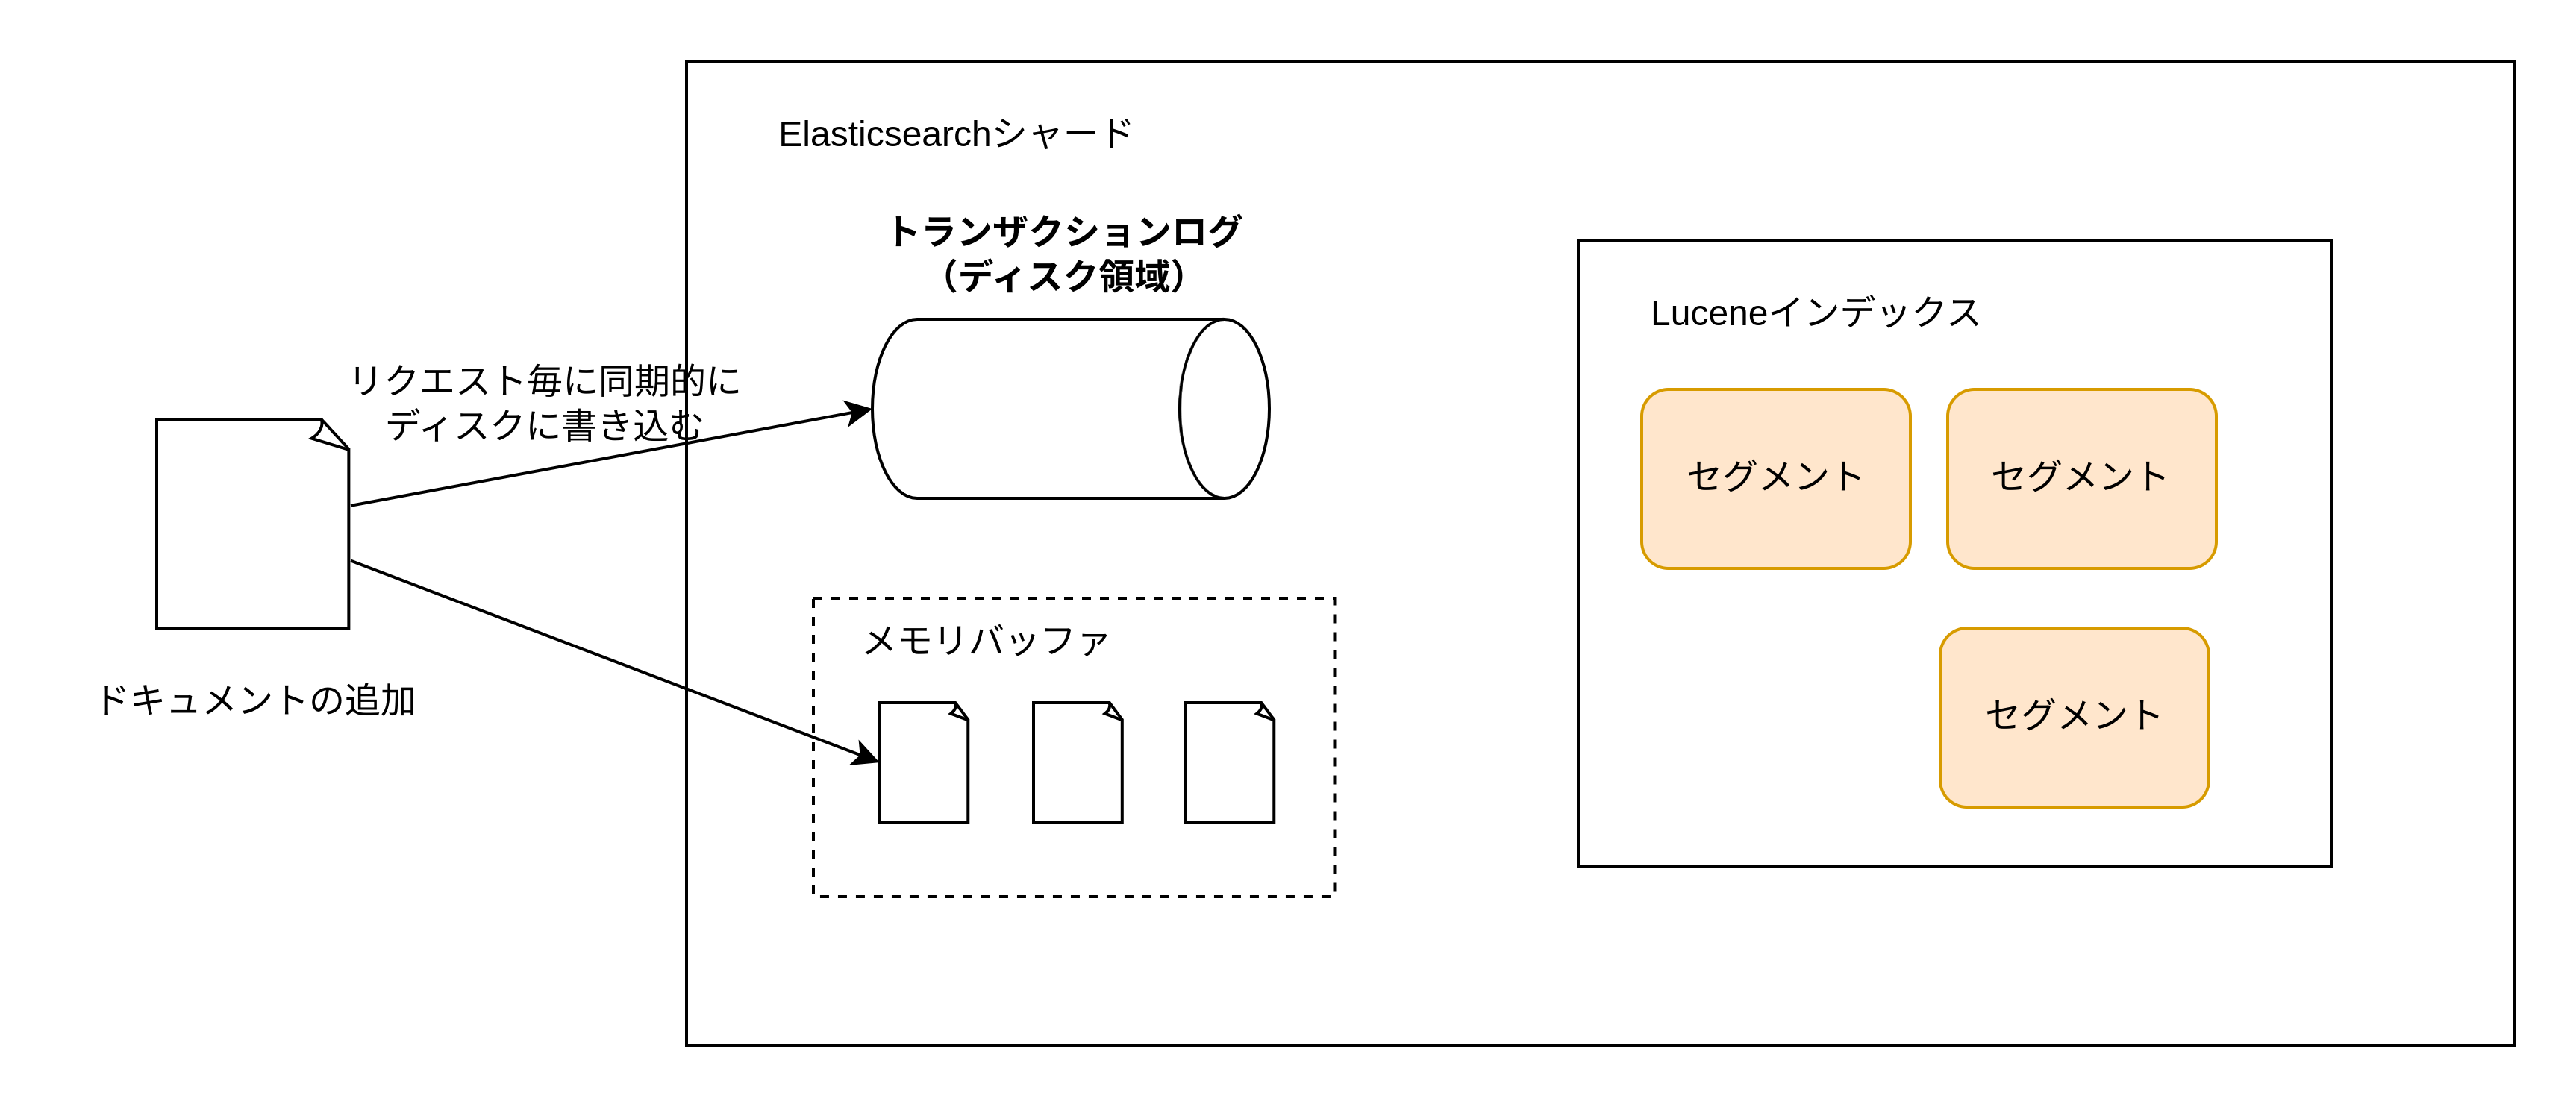 Elasticsearchシャード
トランザクションログ
（ディスク領域）
リクエスト毎に同期的に
ディスクに書き込む
ドキュメントの追加
メモリバッファ
Luceneインデックス
セグメント
セグメント
セグメント